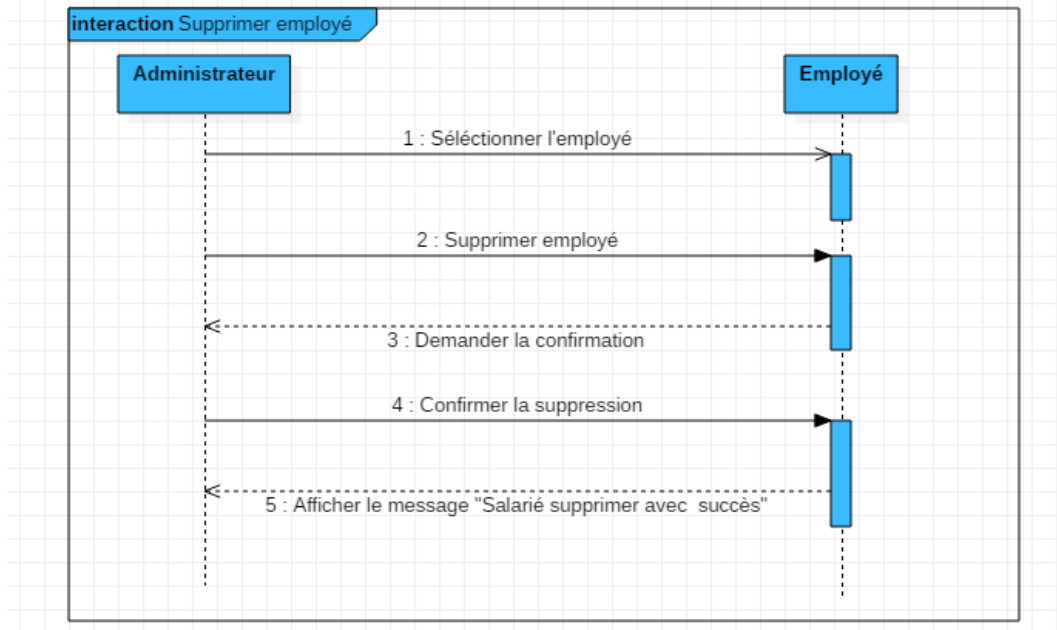 interaction Supprimer employé
Administrateur
Employé
1 : Séléctionner l'employé
2 : Supprimer employé
3 : Demander la confirmation
4 : Confirmer la suppression
5 : Afficher le message "Salarié supprimer avec  succès"